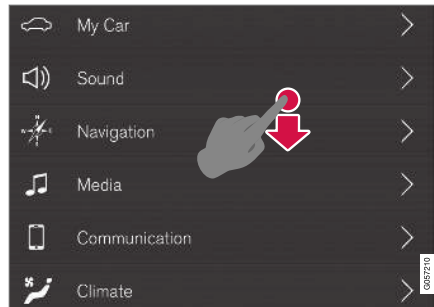 My Car
Sound
Navigation
Media
Communication
Climate
G057210